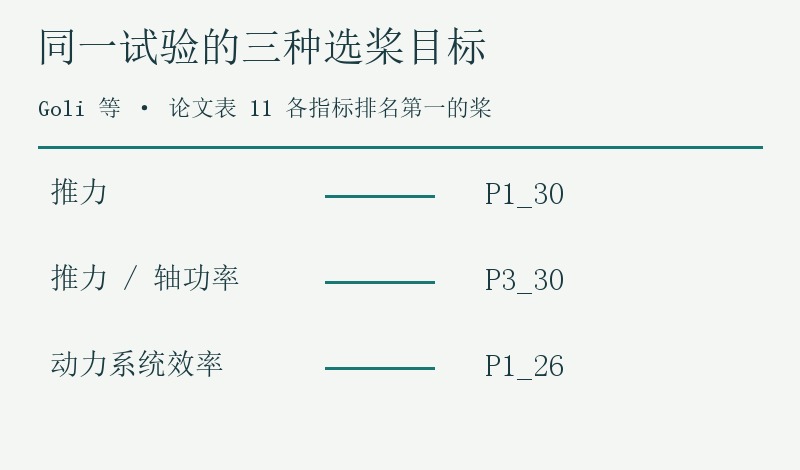 同一试验的三种选桨目标
Goli 等 • 论文表 11 各指标排名第一的桨
推力 P1_30
推力 / 轴功率 P3_30
动力系统效率 P1_26